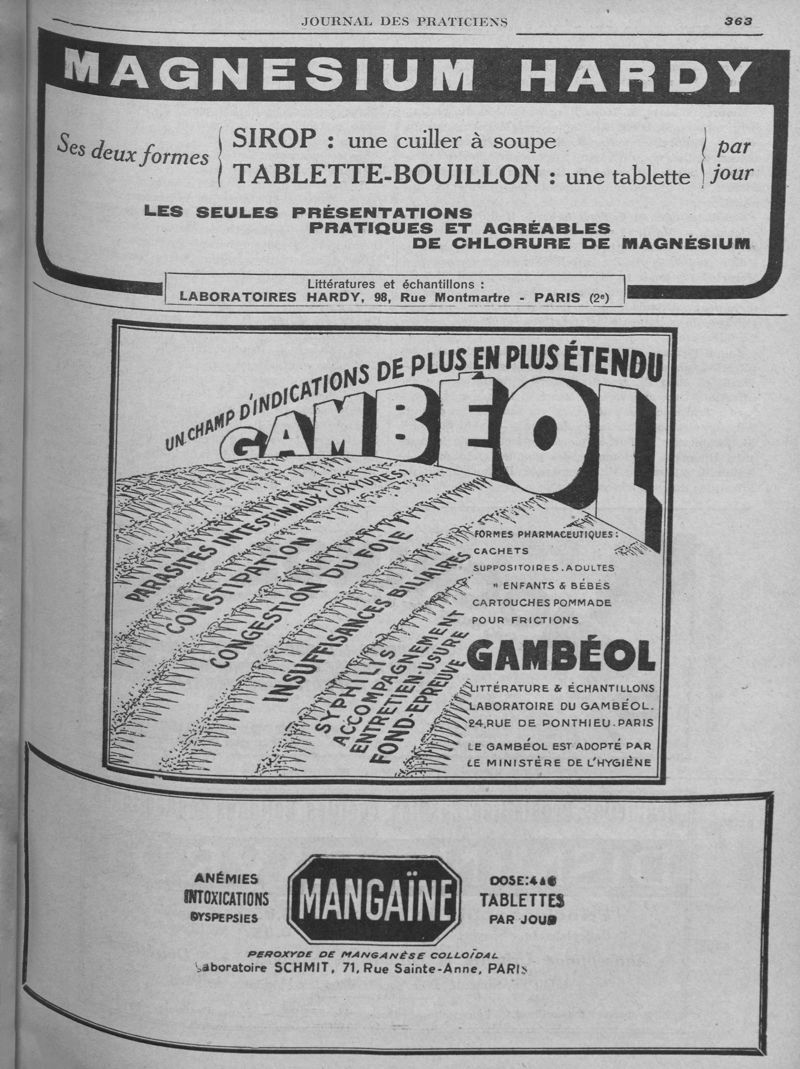 JOURNAL DES PRATICIENS 363
MAGNESIUM HARDY
Ses deux formes
SIROP : une cuiller à soupe
TABLETTE-BOUILLON : une tablette
par
jour
LES SEULES PRÉSENTATIONS
PRATIQUES ET AGRÉABLES
DE CHLORURE DE MAGNÉSIUM
Littératures et échantillons :
LABORATOIRES HARDY, 98, Rue Montmartre - PARIS (2e)
UN CHAMP D'INDICATIONS DE PLUS EN PLUS ÉTENDU
GAMBÉOL
PARASITES INTESTINAUX (OXYURES)
CONSTIPATION
CONGESTION DU FOIE
INSUFFISANCES BILIAIRES
SYPHILIS
ACCOMPAGNEMENT
ENTRETIEN-USURE
FOND-EPREUVE
FORMES PHARMACEUTIQUES :
CACHETS
SUPPOSITOIRES. ADULTES
" ENFANTS & BÉBÉS
CARTOUCHES POMMADE
POUR FRICTIONS
GAMBÉOL
LITTÉRATURE & ÉCHANTILLONS
LABORATOIRE DU GAMBÉOL.
24, RUE DE PONTHIEU. PARIS
LE GAMBÉOL EST ADOPTÉ PAR
LE MINISTÈRE DE L'HYGIÈNE
ANÉMIES
INTOXICATIONS
DYSPEPSIES
MANGAÏNE
DOSE: 4 à 6
TABLETTES
PAR JOUR
PEROXYDE DE MANGANÈSE COLLOÏDAL
Laboratoire SCHMIT, 71, Rue Sainte-Anne, PARIS